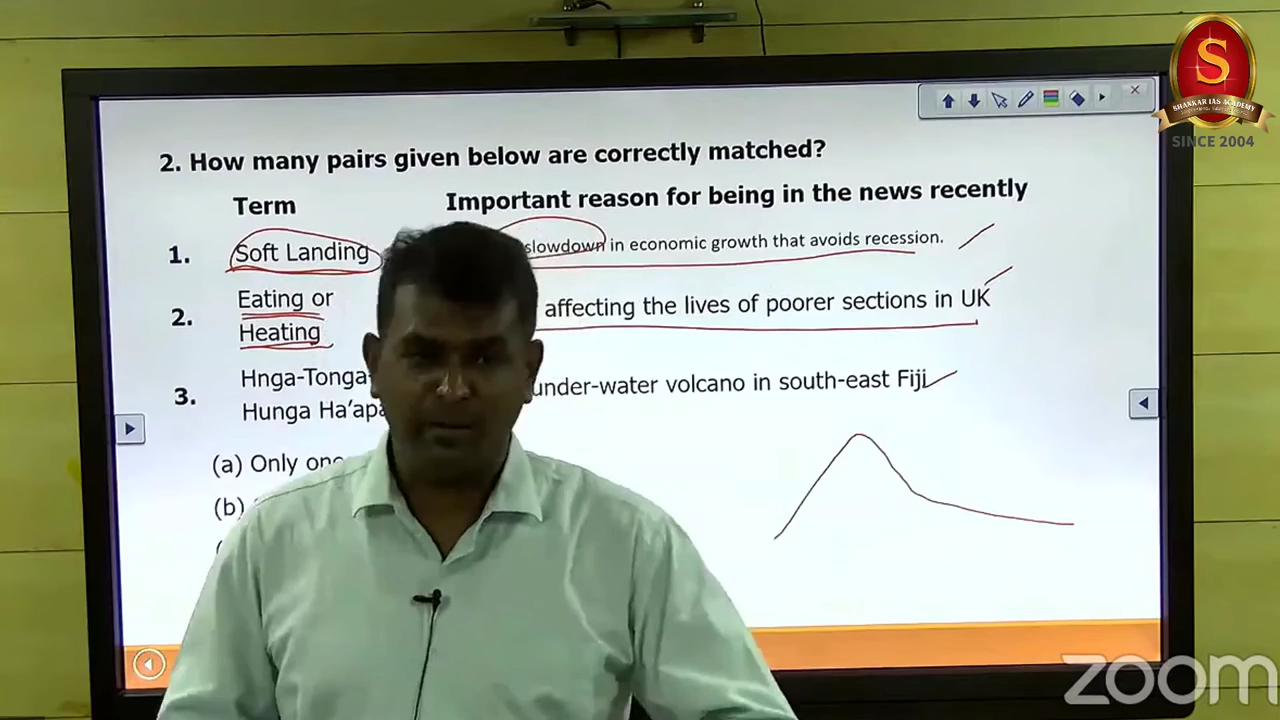 2. How many pairs given below are correctly matched?
Term Important reason for being in the news recently
1. Soft Landing slowdown in economic growth that avoids recession.
2. Eating or
Heating
affecting the lives of poorer sections in UK
3. Hnga-Tonga-
Hunga Ha'apa
under-water volcano in south-east Fiji
(a) Only one
(b)
S
SHANKAR IAS ACADEMY
SINCE 2004
zoom